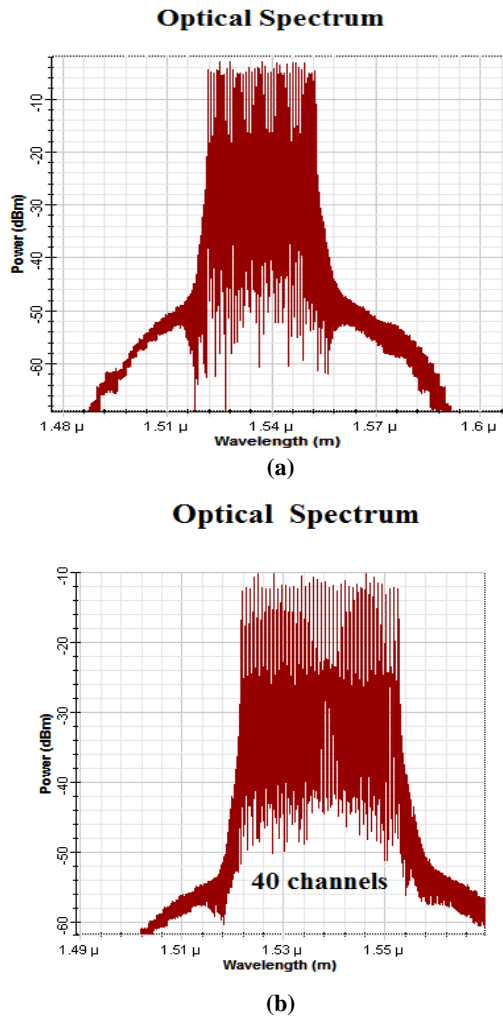 Optical Spectrum
Power (dBm)
-10
-20
-30
-40
-50
-60
1.48 µ 1.51 µ 1.54 µ 1.57 µ 1.6 µ
Wavelength (m)
(a)
Optical Spectrum
Power (dBm)
-10
-20
-30
-40
-50
-60
40 channels
1.49 µ 1.51 µ 1.53 µ 1.55 µ
Wavelength (m)
(b)